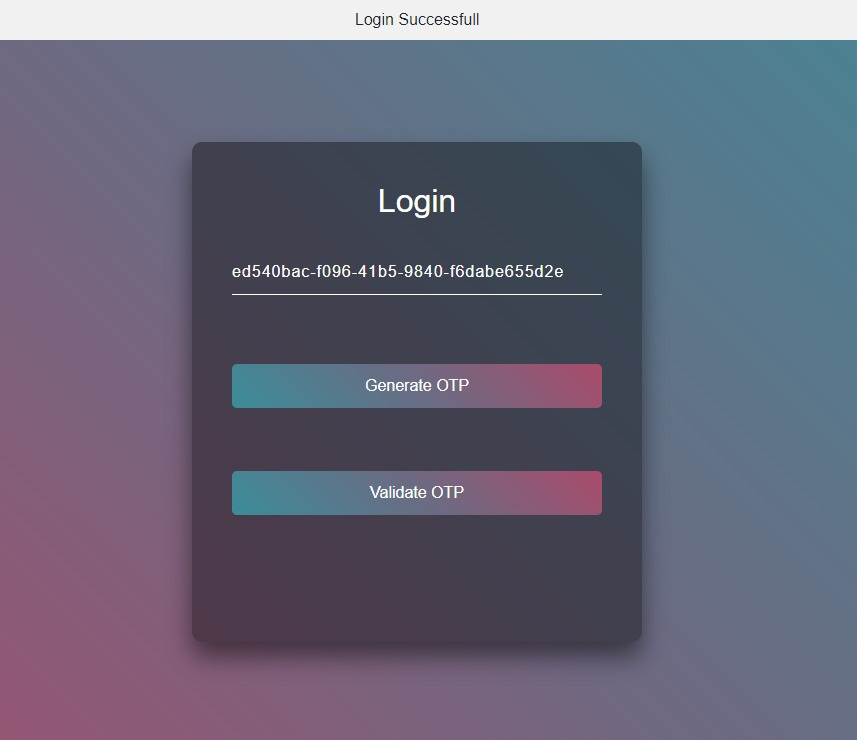 Login Successfull
Login
ed540bac-f096-41b5-9840-f6dabe655d2e
Generate OTP
Validate OTP